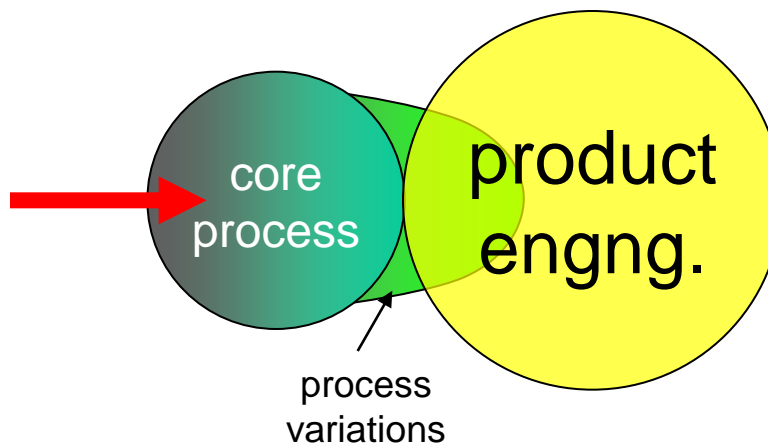 core
process
product
engng.
process
variations